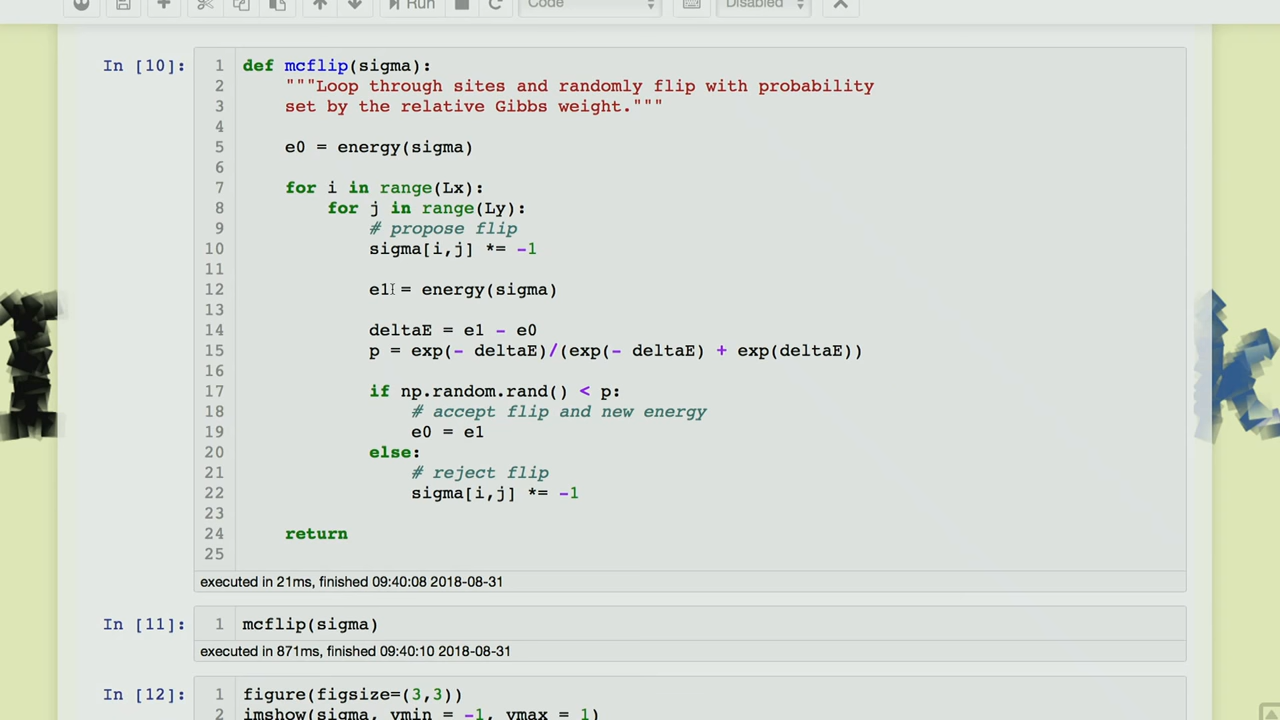 Run
Code
Disabled
In [10]:
1 def mcflip(sigma):
2 """Loop through sites and randomly flip with probability
3 set by the relative Gibbs weight."""
4
5 e0 = energy(sigma)
6
7 for i in range(Lx):
8 for j in range(Ly):
9 # propose flip
10 sigma[i,j] *= -1
11
12 e1 = energy(sigma)
13
14 deltaE = e1 - e0
15 p = exp(- deltaE)/(exp(- deltaE) + exp(deltaE))
16
17 if np.random.rand() < p:
18 # accept flip and new energy
19 e0 = e1
20 else:
21 # reject flip
22 sigma[i,j] *= -1
23
24 return
25
executed in 21ms, finished 09:40:08 2018-08-31
In [11]: 1 mcflip(sigma)
executed in 871ms, finished 09:40:10 2018-08-31
In [12]: 1 figure(figsize=(3,3))
2 imshow(sigma, vmin = -1, vmax = 1)